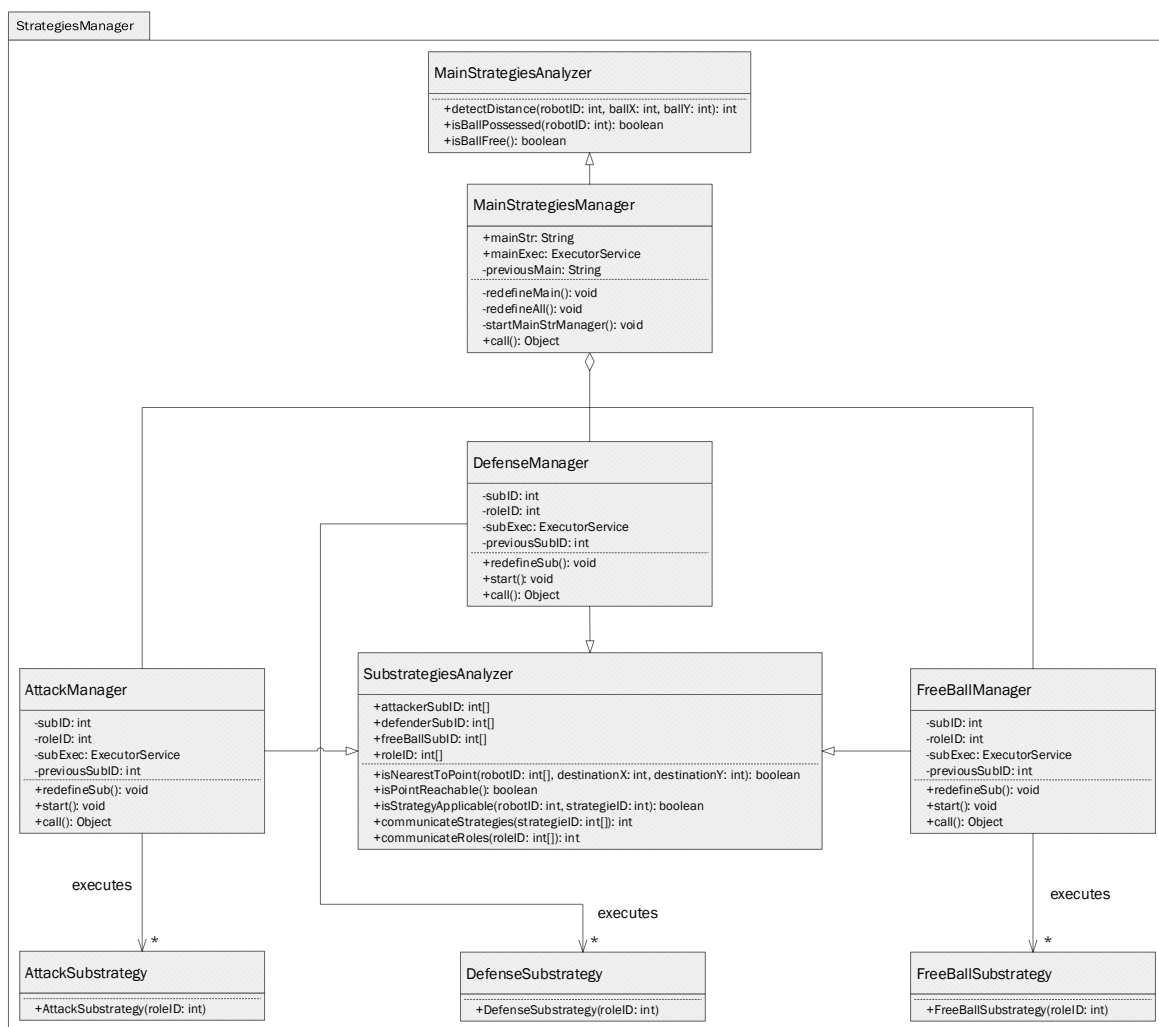 StrategiesManager
MainStrategiesAnalyzer
+detectDistance(robotID: int, ballX: int, ballY: int): int
+isBallPossessed(robotID: int): boolean
+isBallFree(): boolean
MainStrategiesManager
+mainStr: String
+mainExec: ExecutorService
-previousMain: String
-redefineMain(): void
-redefineAll(): void
-startMainStrManager(): void
+call(): Object
DefenseManager
-subID: int
-roleID: int
-subExec: ExecutorService
-previousSubID: int
+redefineSub(): void
+start(): void
+call(): Object
AttackManager
-subID: int
-roleID: int
-subExec: ExecutorService
-previousSubID: int
+redefineSub(): void
+start(): void
+call(): Object
SubstrategiesAnalyzer
+attackerSubID: int[]
+defenderSubID: int[]
+freeBallSubID: int[]
+roleID: int[]
+isNearestToPoint(robotID: int[], destinationX: int, destinationY: int): boolean
+isPointReachable(): boolean
+isStrategyApplicable(robotID: int, strategieID: int): boolean
+communicateStrategies(strategieID: int[]): int
+communicateRoles(roleID: int[]): int
FreeBallManager
-subID: int
-roleID: int
-subExec: ExecutorService
-previousSubID: int
+redefineSub(): void
+start(): void
+call(): Object
executes
*
executes
*
executes
*
AttackSubstrategy
+AttackSubstrategy(roleID: int)
DefenseSubstrategy
+DefenseSubstrategy(roleID: int)
FreeBallSubstrategy
+FreeBallSubstrategy(roleID: int)